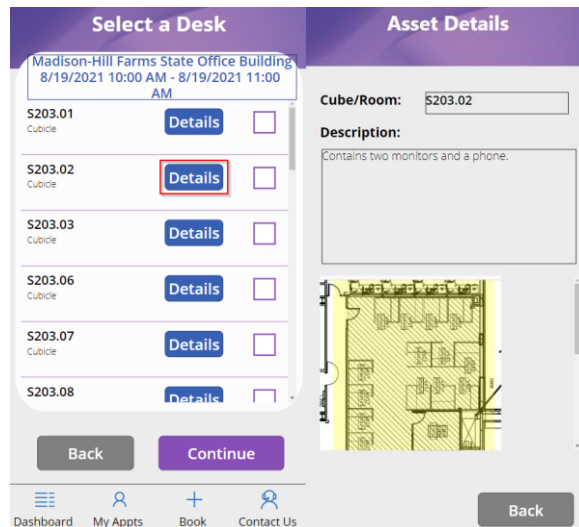 Select a Desk
Madison-Hill Farms State Office Building
8/19/2021 10:00 AM - 8/19/2021 11:00
AM
S203.01
Cubicle
Details
S203.02
Cubicle
Details
S203.03
Cubicle
Details
S203.06
Cubicle
Details
S203.07
Cubicle
Details
S203.08
Details
Back
Continue
Dashboard
My Appts
Book
Contact Us
Asset Details
Cube/Room:
S203.02
Description:
Contains two monitors and a phone.
Back